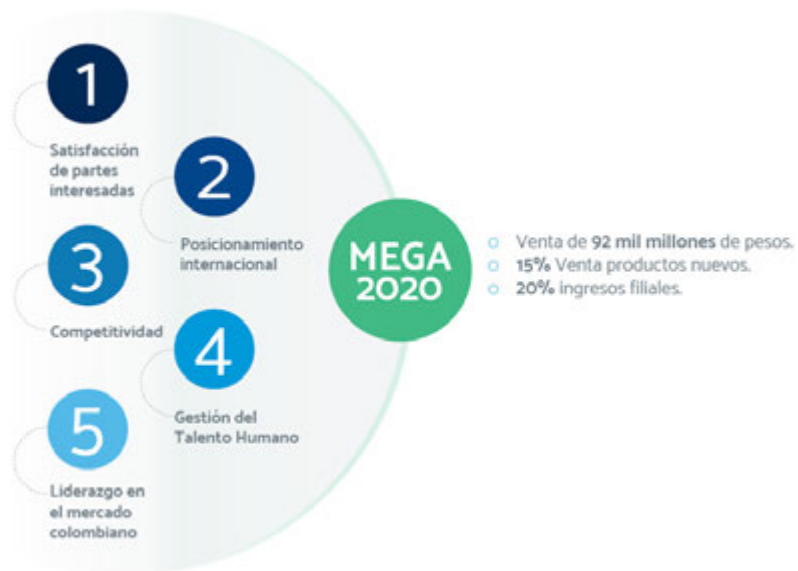 1
Satisfacción
de partes
interesadas
2
Posicionamiento
internacional
3
Competitividad
4
Gestión del
Talento Humano
5
Liderazgo en
el mercado
colombiano
MEGA
2020
Venta de 92 mil millones de pesos.
15% Venta productos nuevos.
20% ingresos filiales.